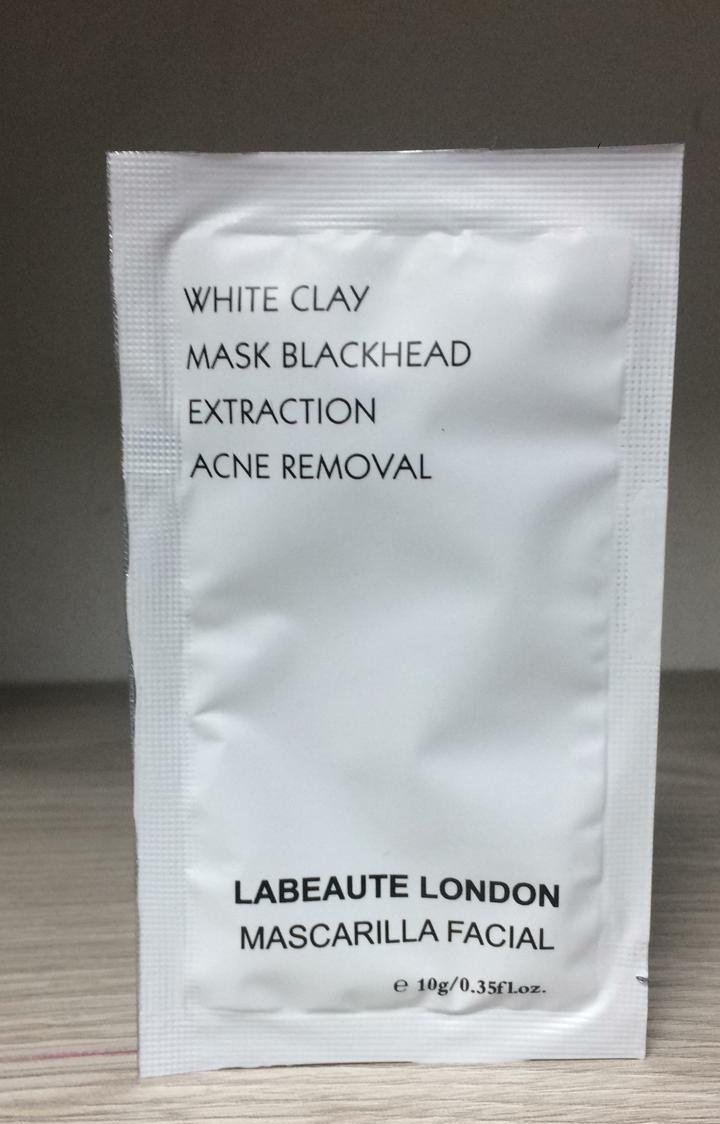 WHITE CLAY
MASK BLACKHEAD
EXTRACTION
ACNE REMOVAL
LABEAUTE LONDON
MASCARILLA FACIAL
℮ 10g/0.35fl.oz.